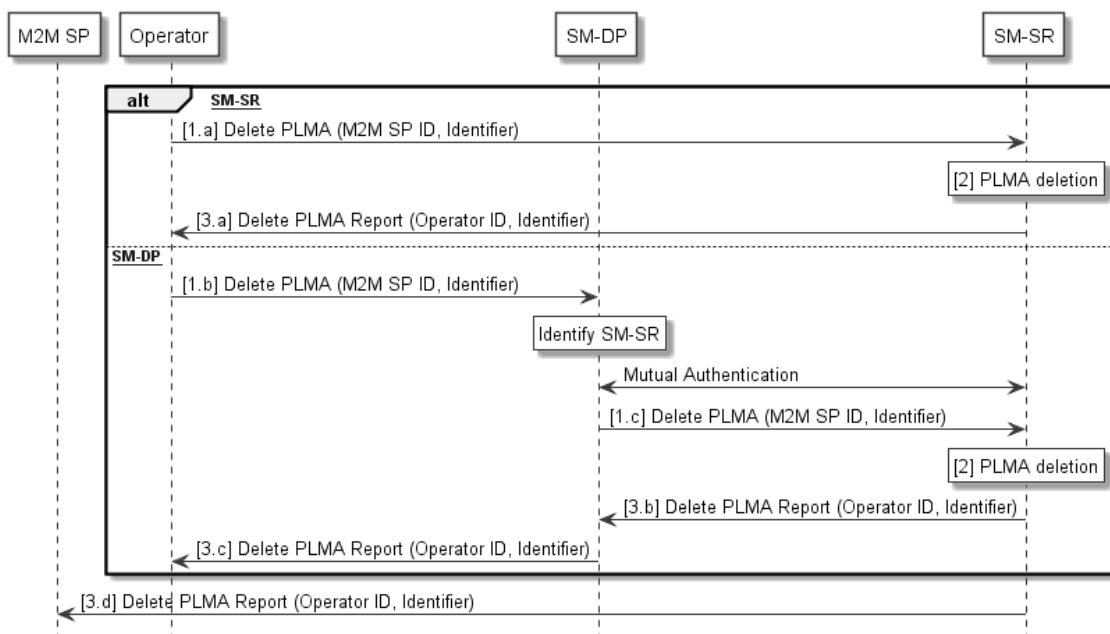 M2M SP
Operator
SM-DP
SM-SR
alt
SM-SR
[1.a] Delete PLMA (M2M SP ID, Identifier)
[2] PLMA deletion
[3.a] Delete PLMA Report (Operator ID, Identifier)
SM-DP
[1.b] Delete PLMA (M2M SP ID, Identifier)
Identify SM-SR
Mutual Authentication
[1.c] Delete PLMA (M2M SP ID, Identifier)
[2] PLMA deletion
[3.b] Delete PLMA Report (Operator ID, Identifier)
[3.c] Delete PLMA Report (Operator ID, Identifier)
[3.d] Delete PLMA Report (Operator ID, Identifier)